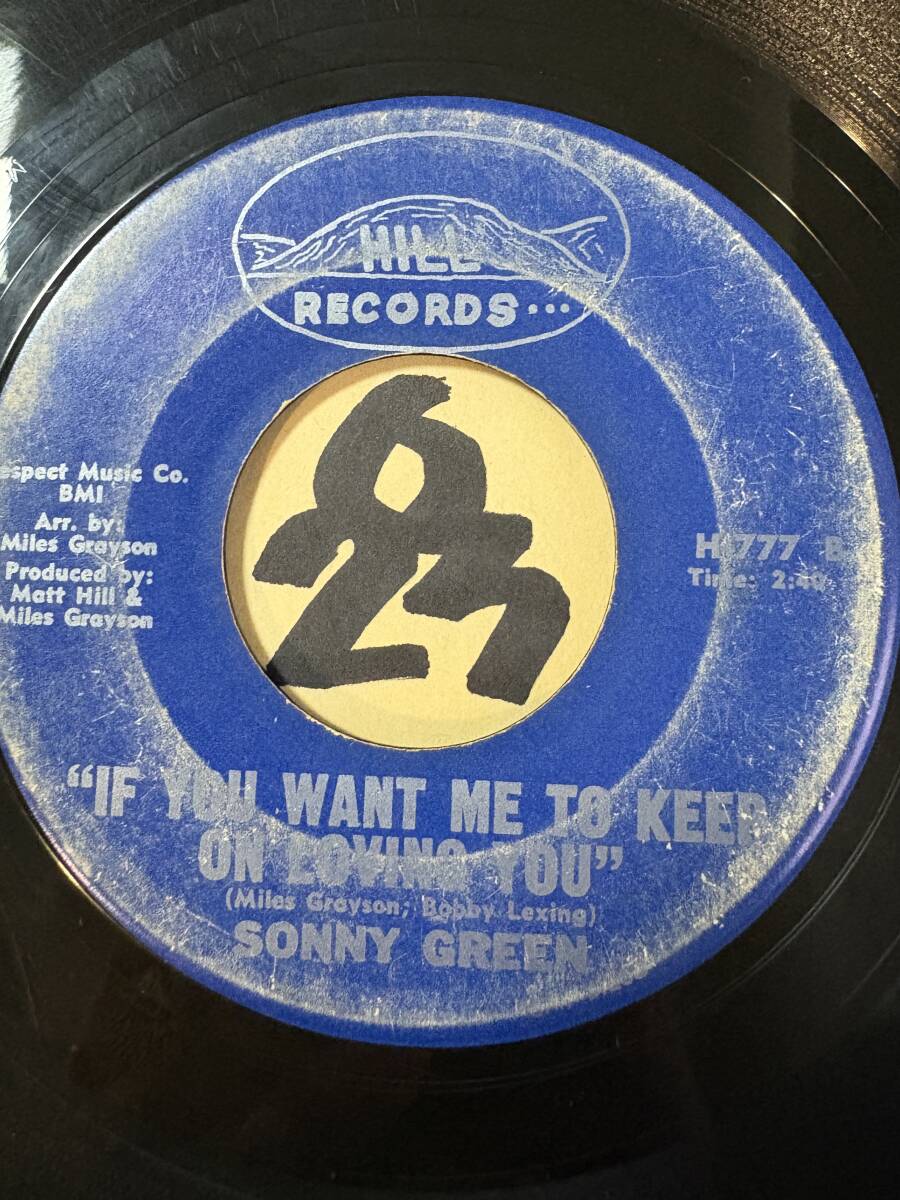 HILL
RECORDS...
espect Music Co.
BMI
Arr. by:
Miles Grayson
Produced by:
Matt Hill &
Miles Grayson
H 777 B
Time: 2:40
"IF YOU WANT ME TO KEEP
ON LOVING YOU"
(Miles Grayson; Bobby Lexing)
SONNY GREEN